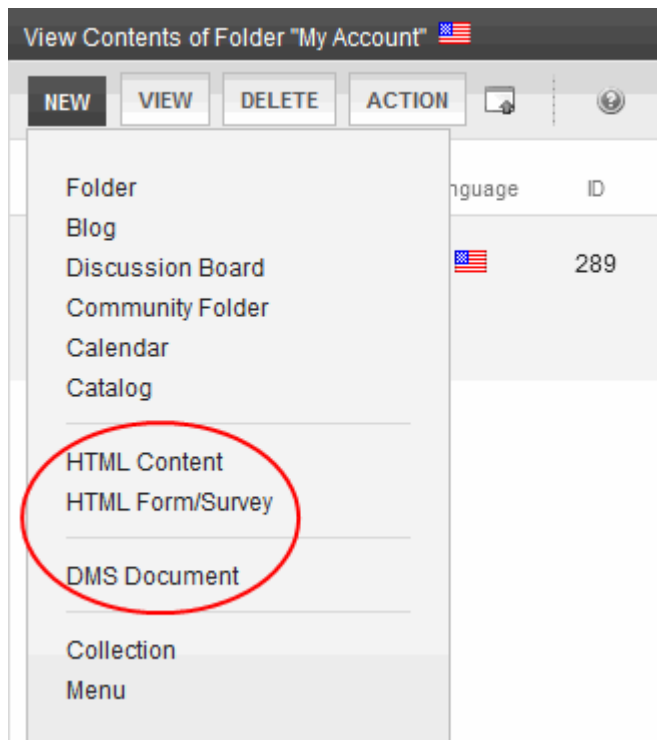 View Contents of Folder "My Account"
NEW VIEW DELETE ACTION
nguage ID
289
Folder
Blog
Discussion Board
Community Folder
Calendar
Catalog
HTML Content
HTML Form/Survey
DMS Document
Collection
Menu